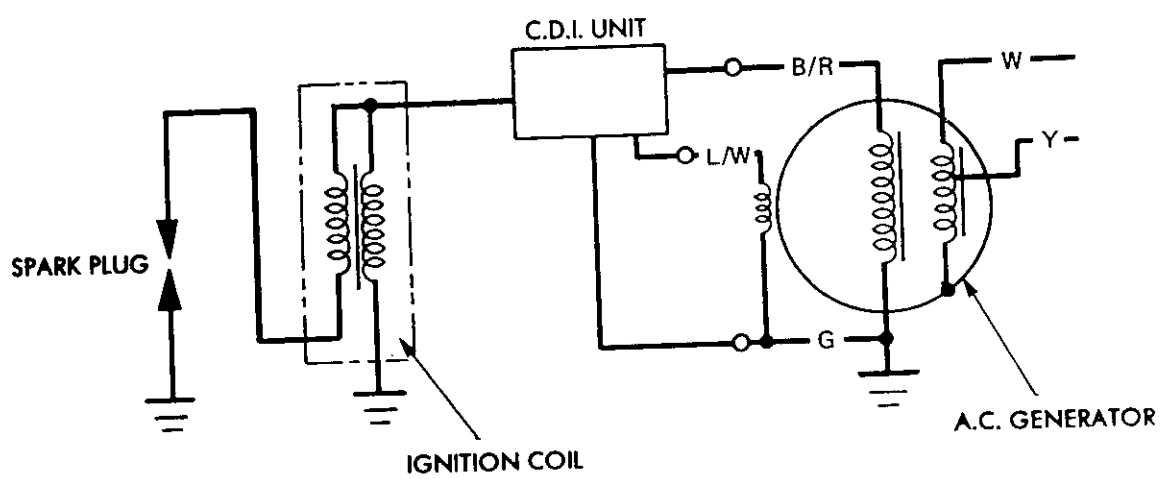 C.D.I. UNIT
B/R
W
Y
L/W
SPARK PLUG
G
A.C. GENERATOR
IGNITION COIL